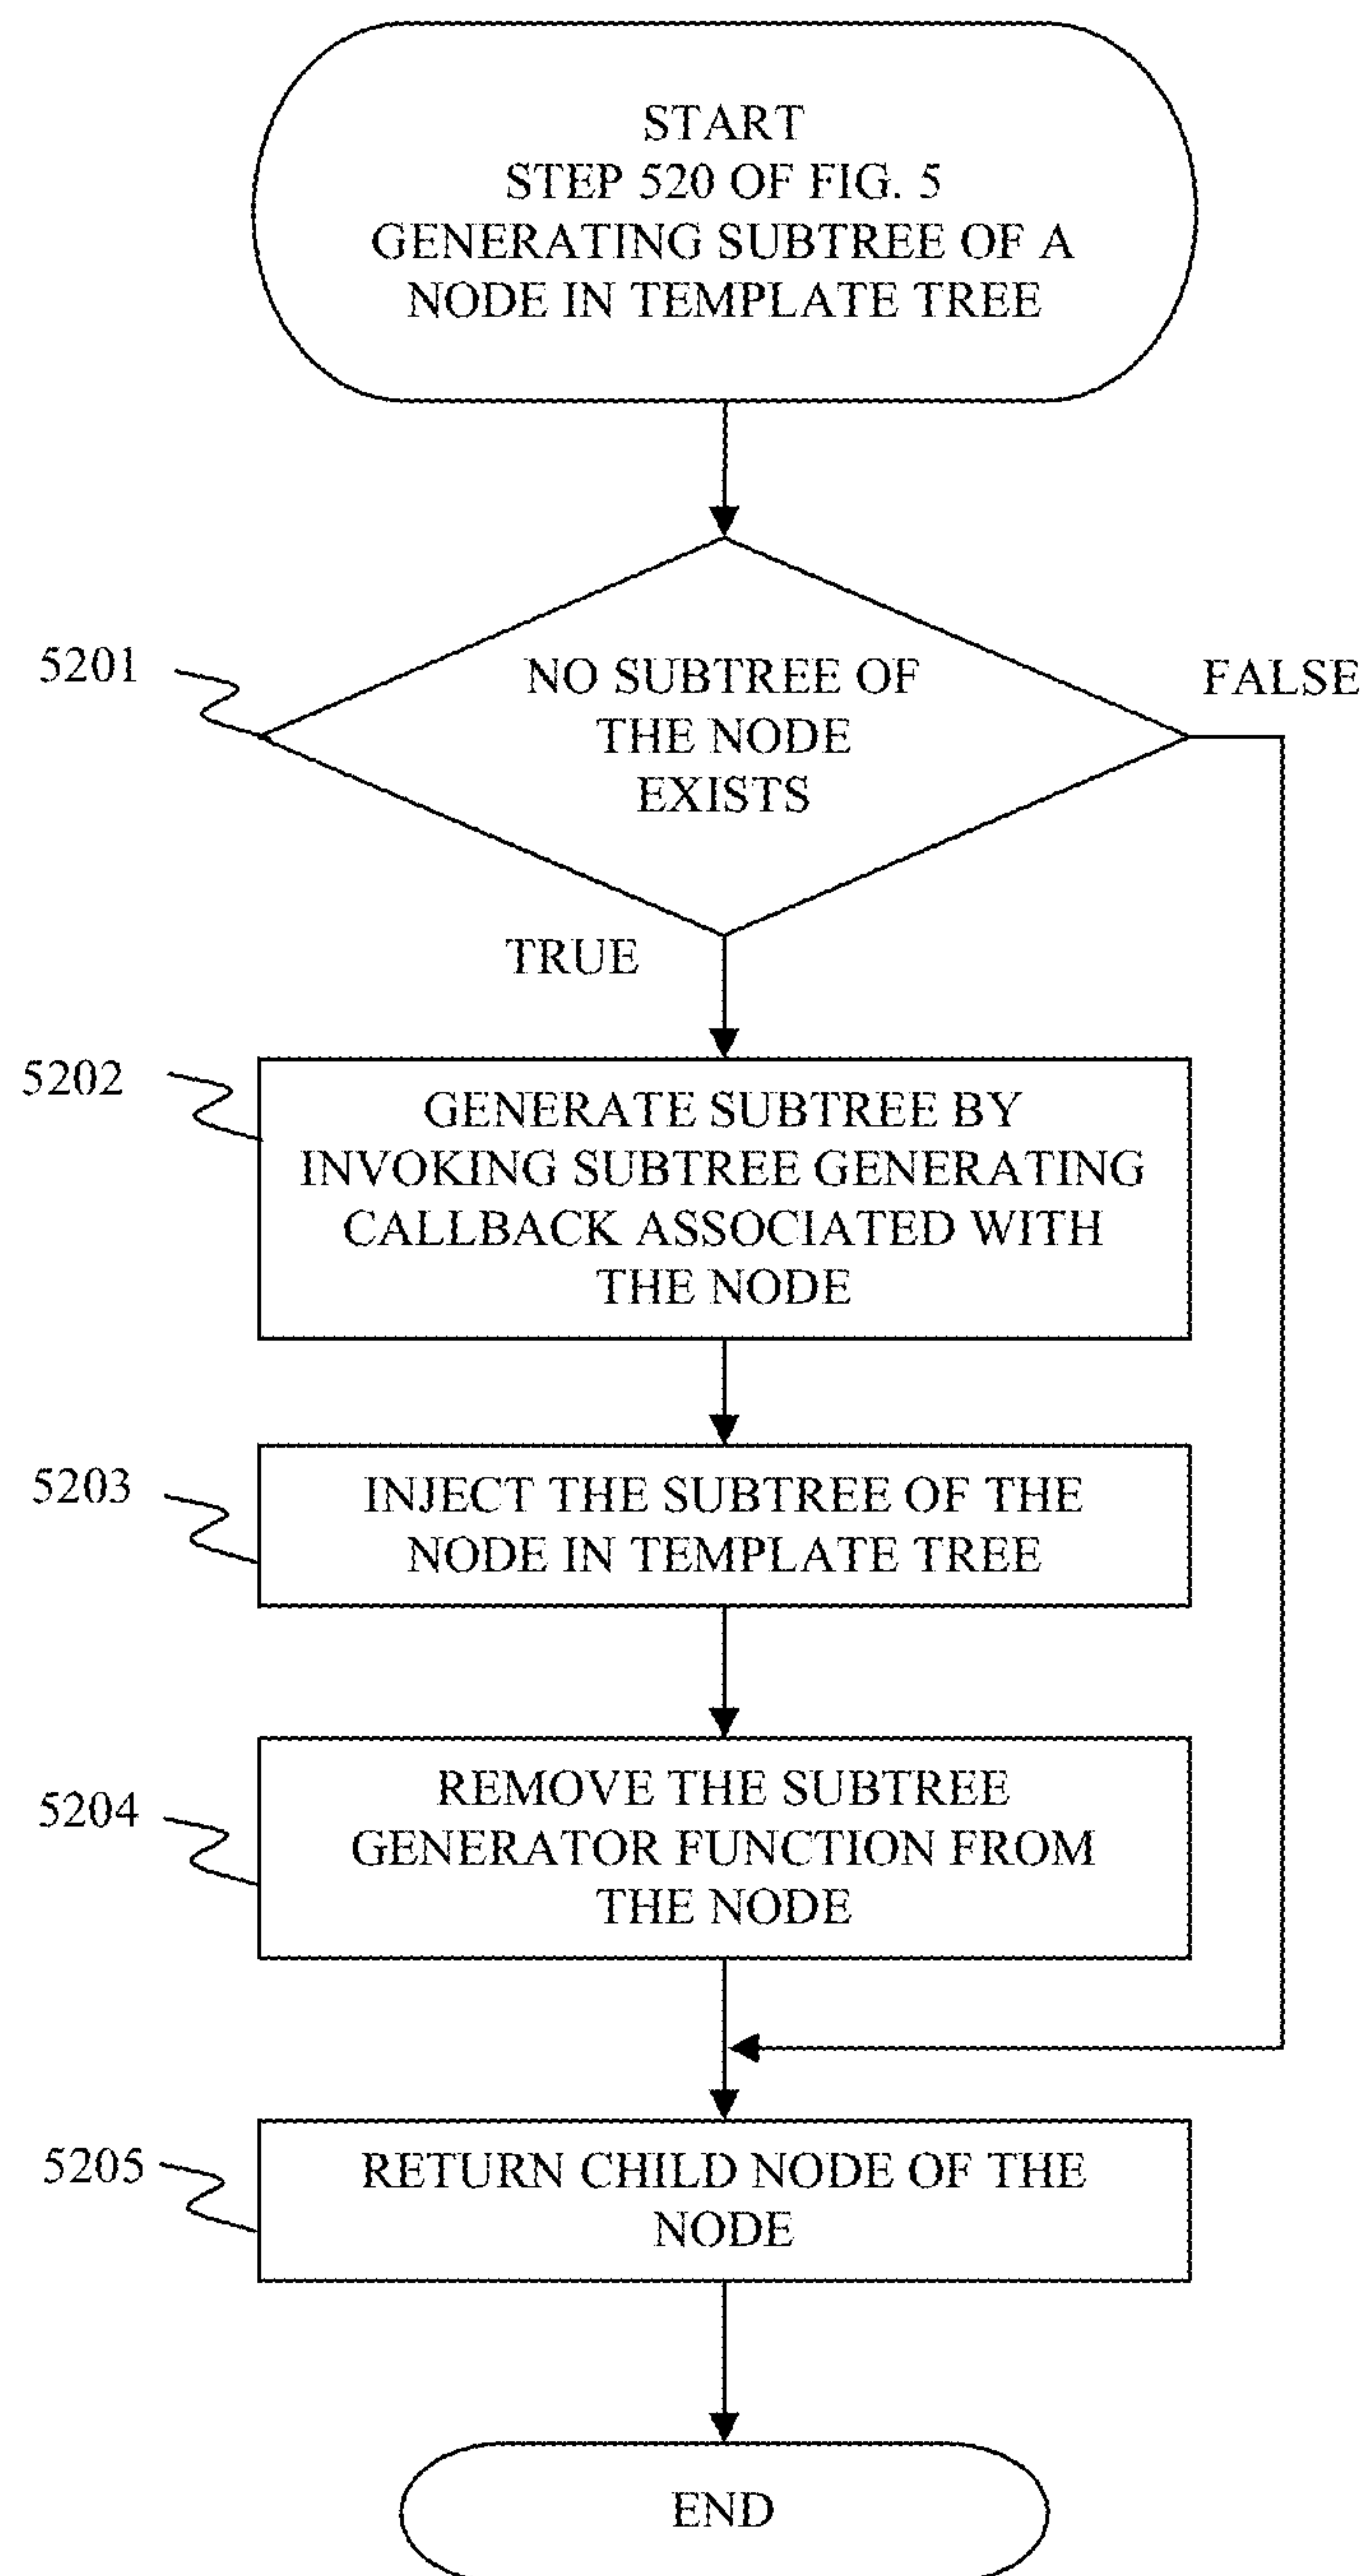 START
STEP 520 OF FIG. 5
GENERATING SUBTREE OF A
NODE IN TEMPLATE TREE
5201
NO SUBTREE OF
THE NODE
EXISTS
FALSE
TRUE
5202
GENERATE SUBTREE BY
INVOKING SUBTREE GENERATING
CALLBACK ASSOCIATED WITH
THE NODE
5203
INJECT THE SUBTREE OF THE
NODE IN TEMPLATE TREE
5204
REMOVE THE SUBTREE
GENERATOR FUNCTION FROM
THE NODE
5205
RETURN CHILD NODE OF THE
NODE
END